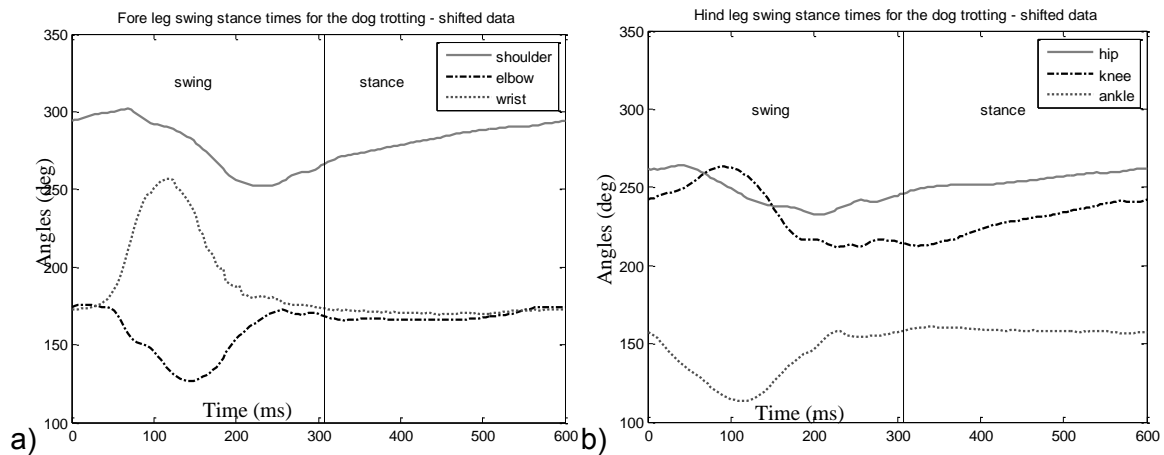 Fore leg swing stance times for the dog trotting - shifted data
350
300
250
200
150
100
Angles (deg)
swing
stance
shoulder
elbow
wrist
Time (ms)
0 100 200 300 400 500 600
a)
Hind leg swing stance times for the dog trotting - shifted data
350
300
250
200
150
100
Angles (deg)
swing
stance
hip
knee
ankle
Time (ms)
0 100 200 300 400 500 600
b)